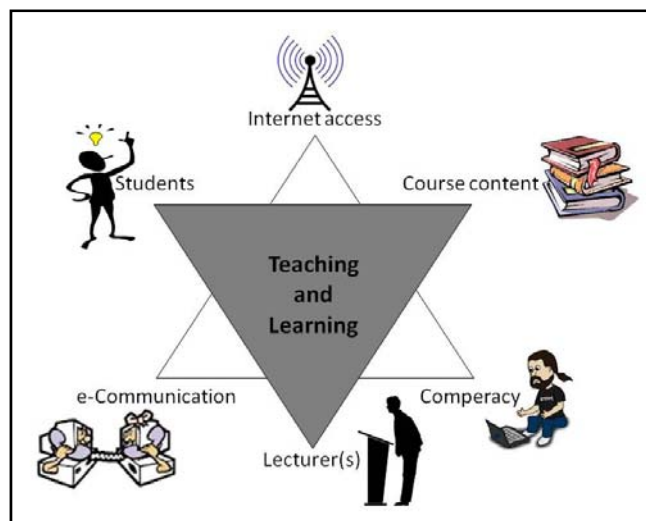 Internet access
Students
Course content
Teaching
and
Learning
e-Communication
Comperacy
Lecturer(s)